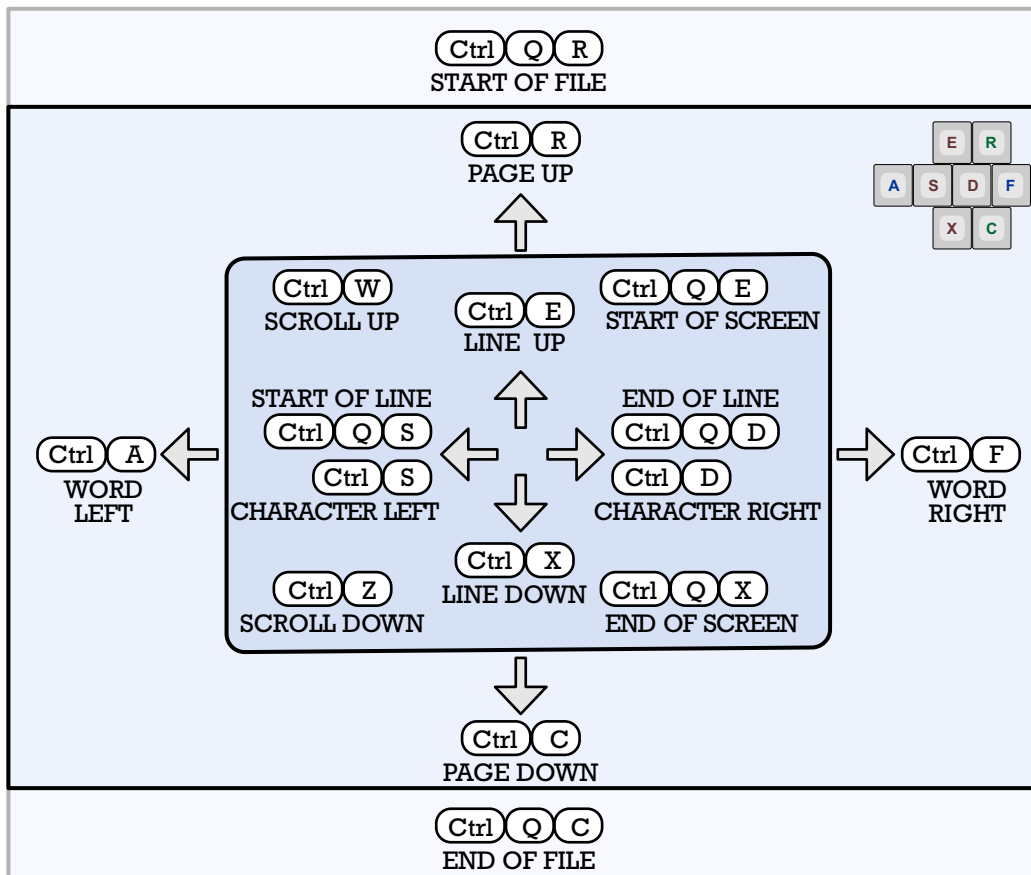 Ctrl Q R
START OF FILE
Ctrl R
PAGE UP
E R
A S D F
X C
Ctrl W
SCROLL UP
Ctrl E
LINE UP
Ctrl Q E
START OF SCREEN
START OF LINE
Ctrl Q S
Ctrl S
CHARACTER LEFT
END OF LINE
Ctrl Q D
Ctrl D
CHARACTER RIGHT
Ctrl A
WORD
LEFT
Ctrl F
WORD
RIGHT
Ctrl Z
SCROLL DOWN
Ctrl X
LINE DOWN
Ctrl Q X
END OF SCREEN
Ctrl C
PAGE DOWN
Ctrl Q C
END OF FILE